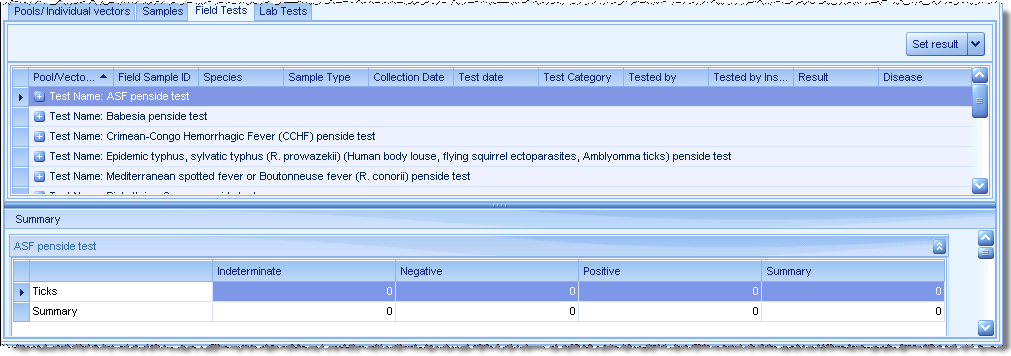 Pools/Individual vectors Samples Field Tests Lab Tests
Set result
Pool/Vecto... Field Sample ID Species Sample Type Collection Date Test date Test Category Tested by Tested by Ins... Result Disease
Test Name: ASF penside test
Test Name: Babesia penside test
Test Name: Crimean-Congo Hemorrhagic Fever (CCHF) penside test
Test Name: Epidemic typhus, sylvatic typhus (R. prowazekii) (Human body louse, flying squirrel ectoparasites, Amblyomma ticks) penside test
Test Name: Mediterranean spotted fever or Boutonneuse fever (R. conorii) penside test
Summary
ASF penside test
Indeterminate Negative Positive Summary
Ticks 0 0 0 0
Summary 0 0 0 0